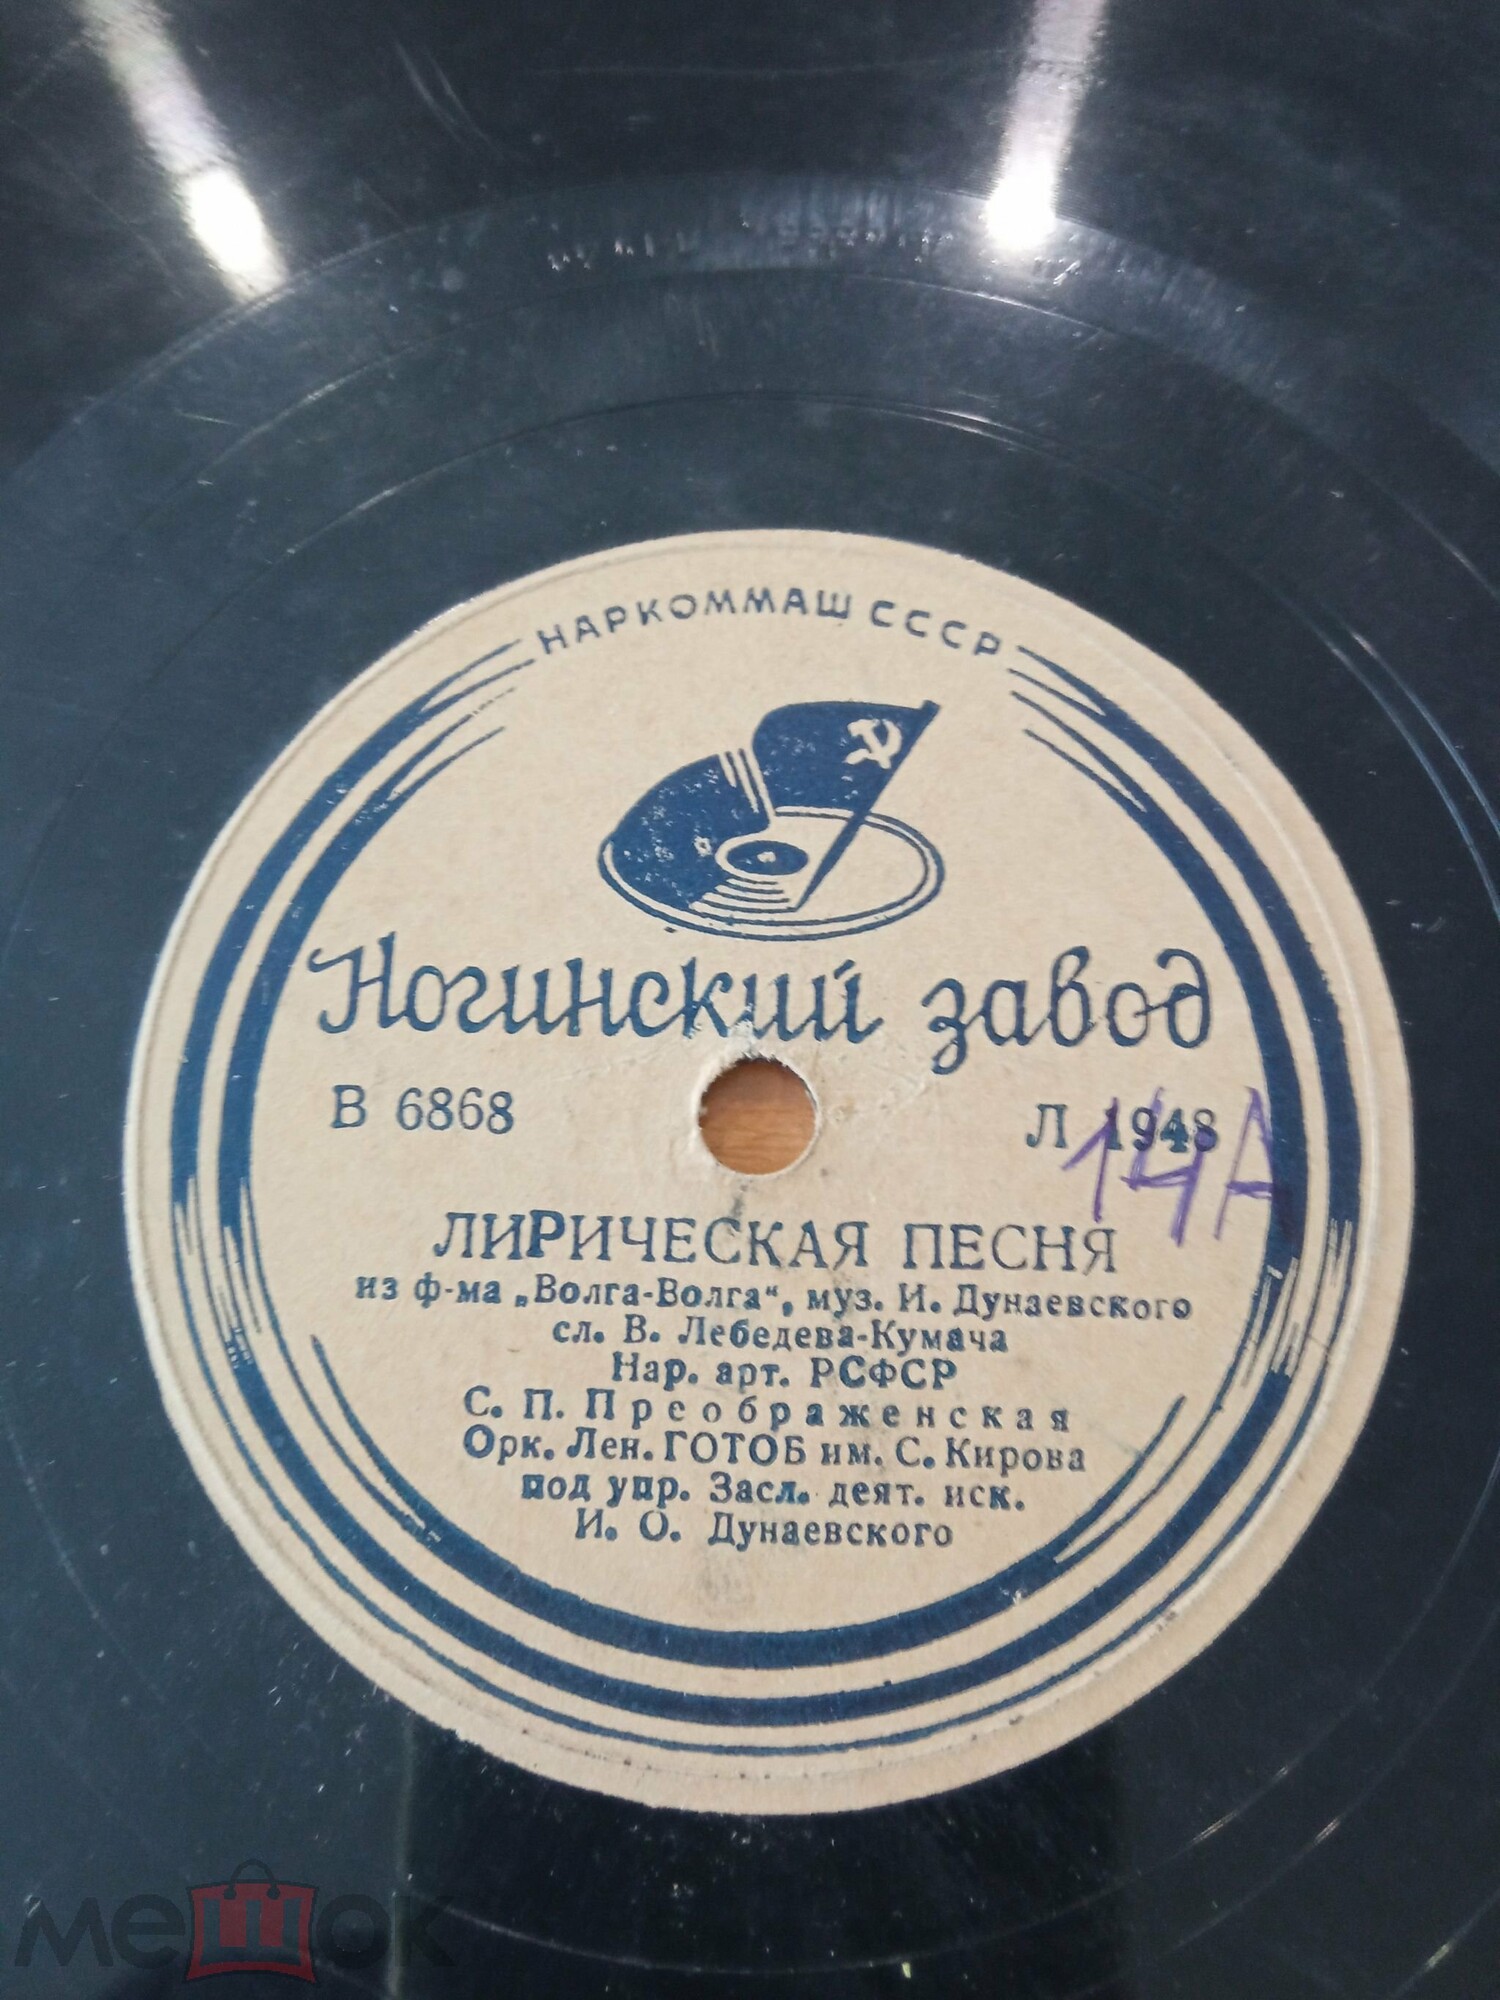 НАРКОММАШ СССР
Ногинский завод
В 6868
Л 1948
14А
ЛИРИЧЕСКАЯ ПЕСНЯ
из ф-ма „Волга-Волга“, муз. И. Дунаевского
сл. В. Лебедева-Кумача
Нар. арт. РСФСР
С. П. Преображенская
Орк. Лен. ГОТОБ им. С. Кирова
под упр. Засл. деят. иск.
И. О. Дунаевского
мешок